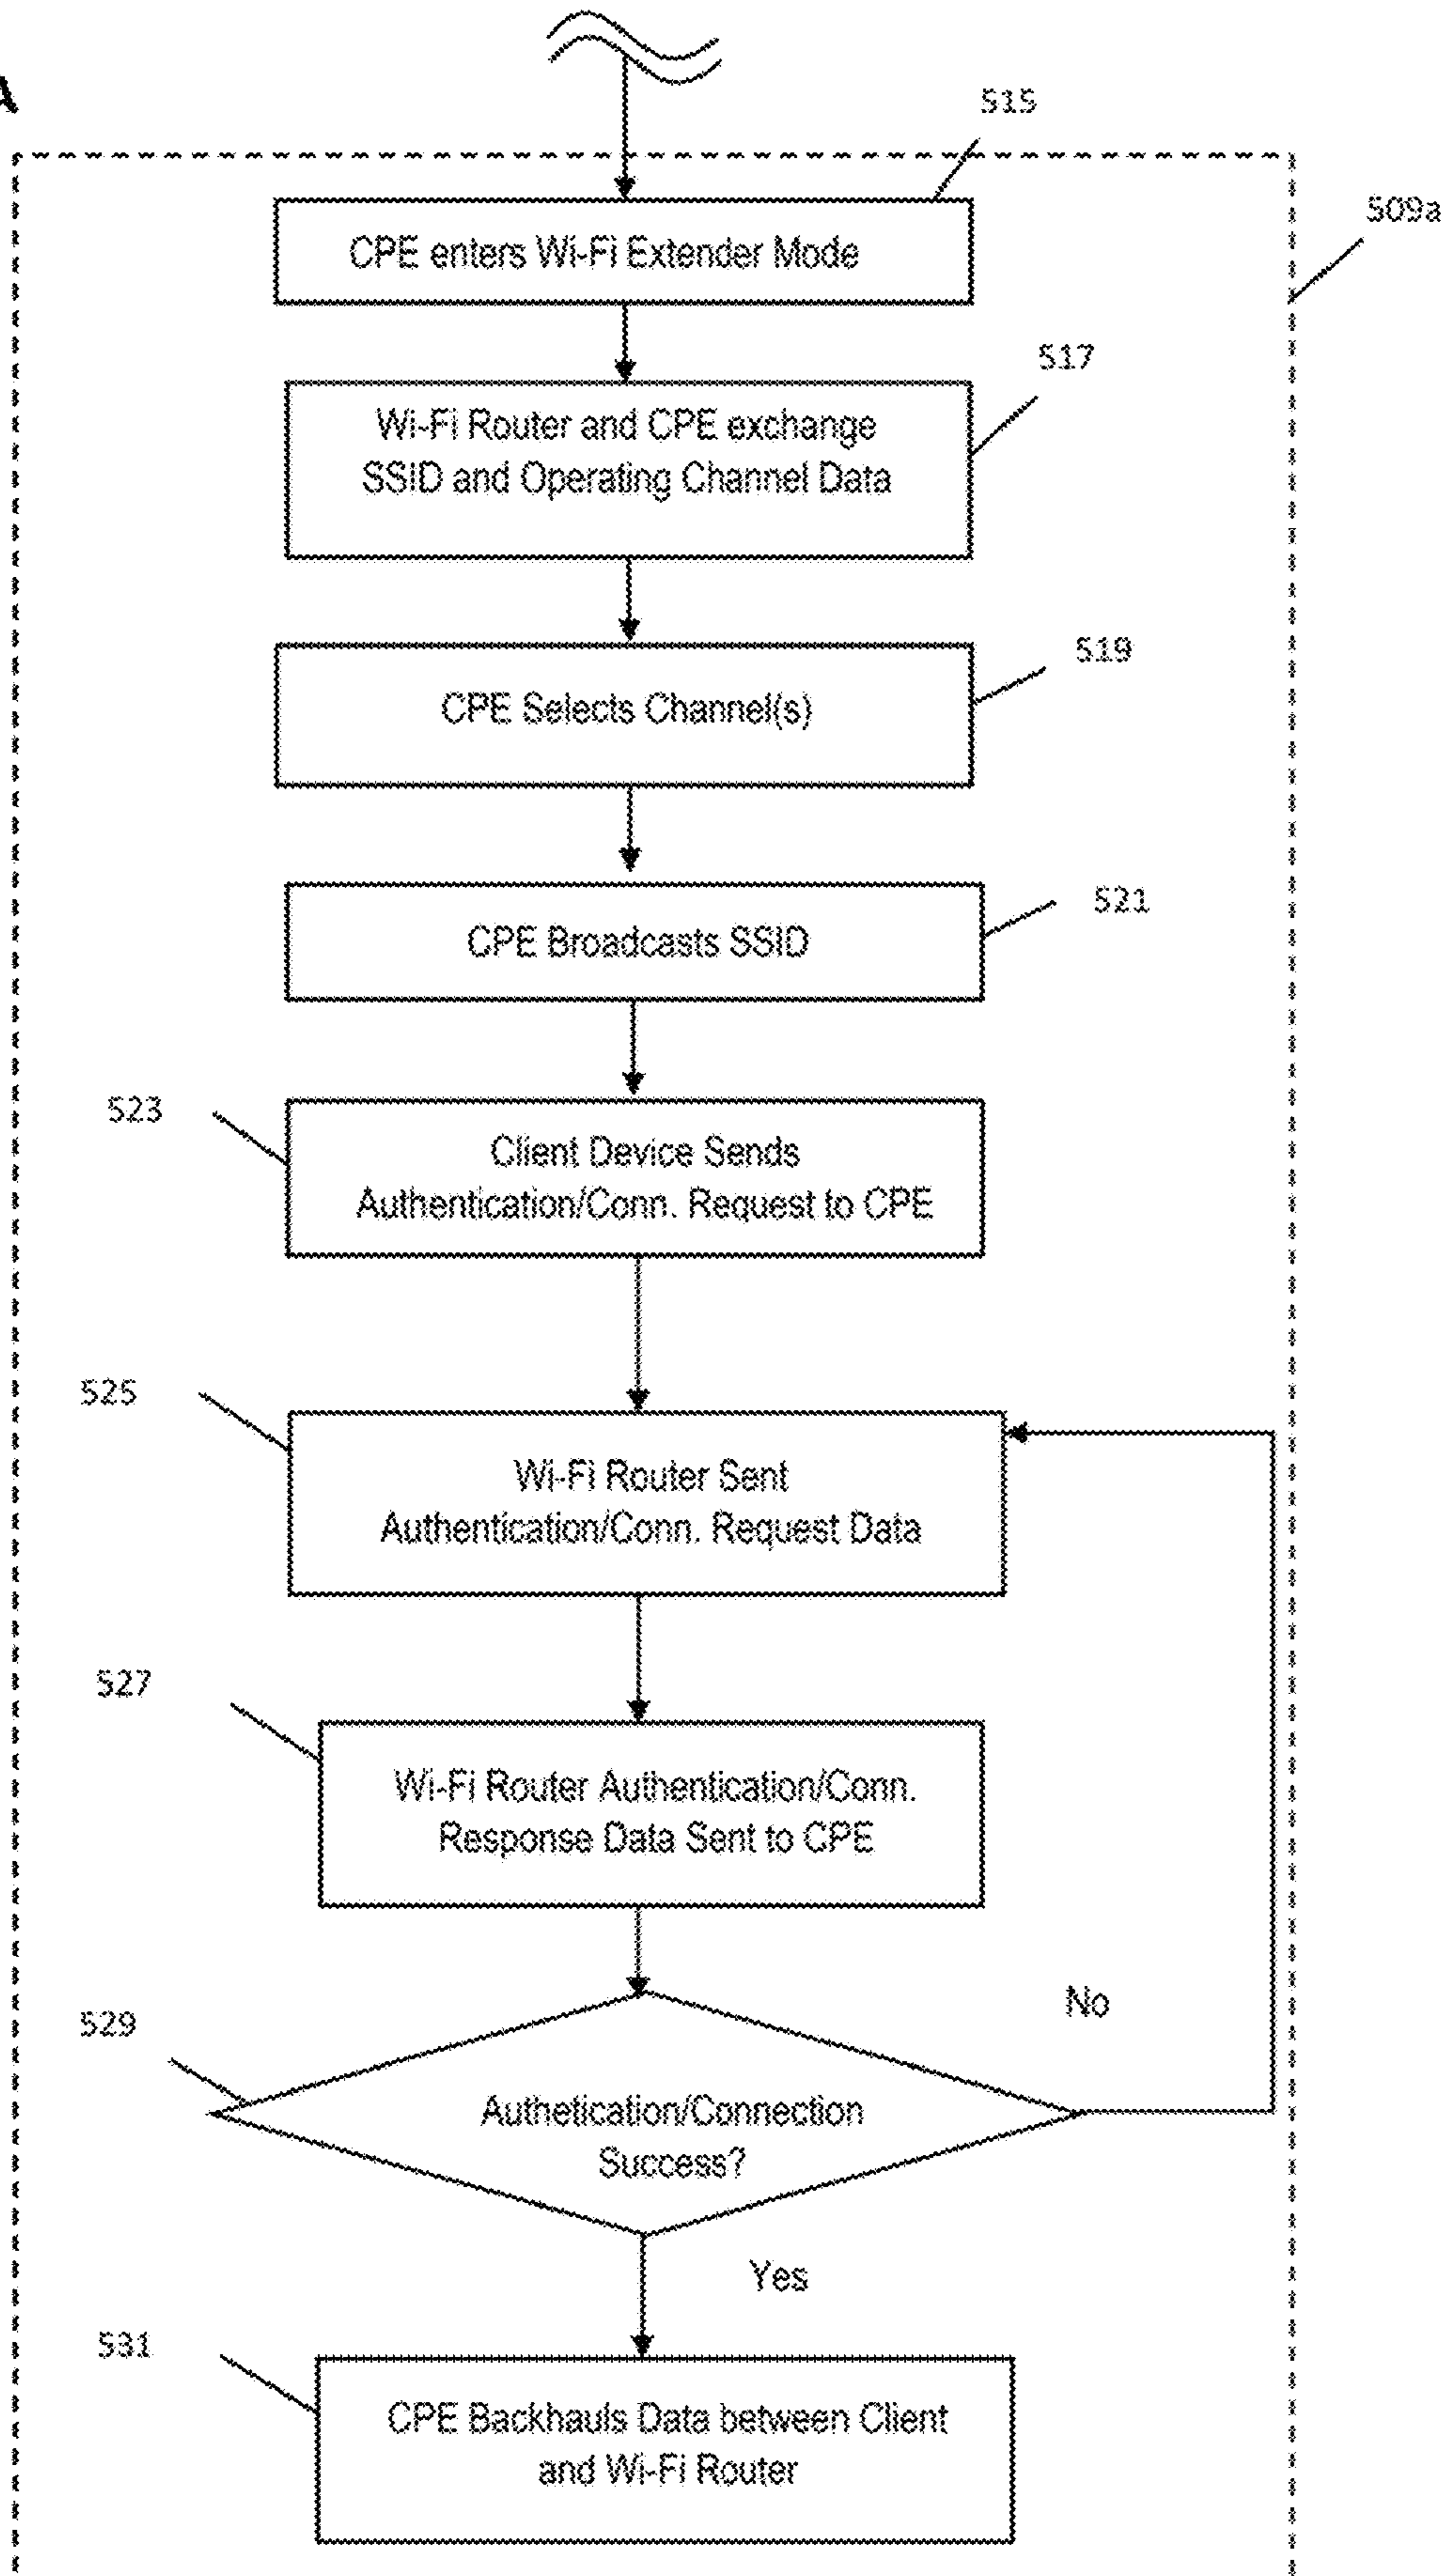 A
515
509a
CPE enters Wi-Fi Extender Mode
517
Wi-Fi Router and CPE exchange
SSID and Operating Channel Data
519
CPE Selects Channel(s)
521
CPE Broadcasts SSID
523
Client Device Sends
Authentication/Conn. Request to CPE
525
Wi-Fi Router Sent
Authentication/Conn. Request Data
527
Wi-Fi Router Authentication/Conn.
Response Data Sent to CPE
No
529
Authetication/Connection
Success?
Yes
531
CPE Backhauls Data between Client
and Wi-Fi Router